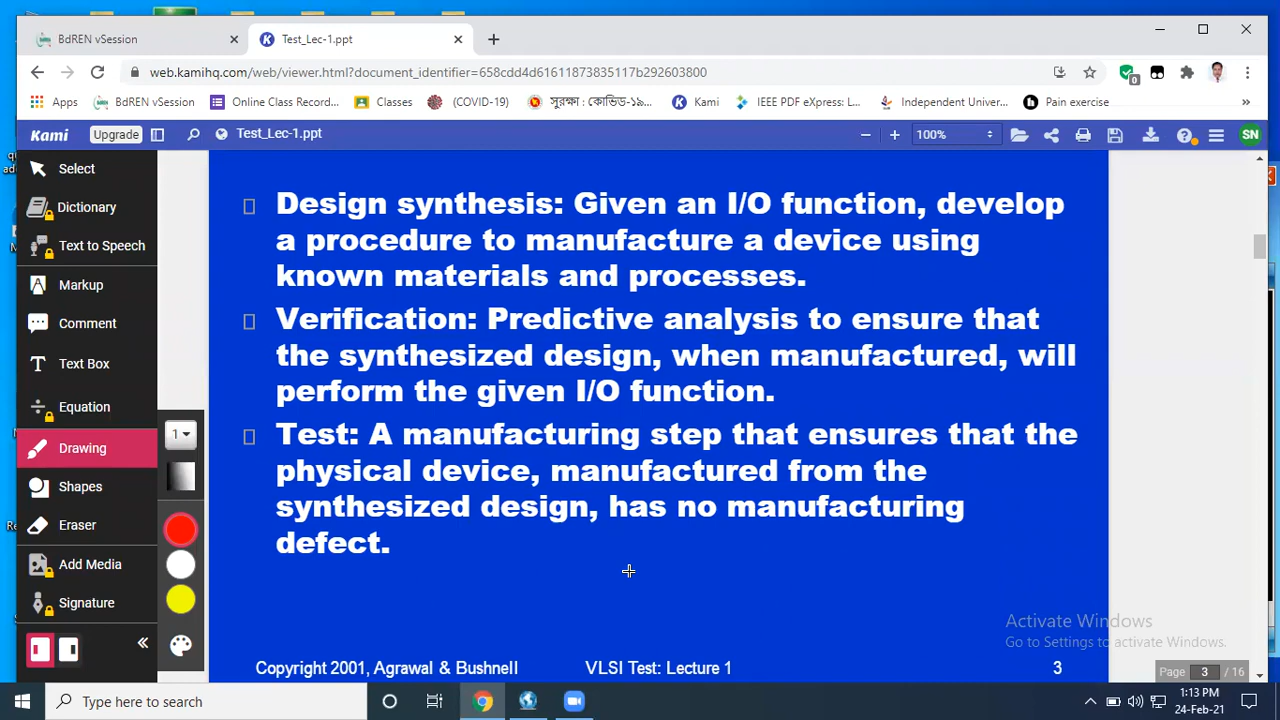 BdREN vSession
Test_Lec-1.ppt
web.kamihq.com/web/viewer.html?document_identifier=658cdd4d61611873835117b292603800
Apps
BdREN vSession
Online Class Record...
Classes
(COVID-19)
সুরক্ষা : কোভিড-১৯...
Kami
IEEE PDF eXpress: L...
Independent Univer...
Pain exercise
»
Kami
Upgrade
Test_Lec-1.ppt
100%
SN
Select
Dictionary
Text to Speech
Markup
Comment
Text Box
Equation
Drawing
Shapes
Eraser
Add Media
Signature
1
Design synthesis: Given an I/O function, develop
a procedure to manufacture a device using
known materials and processes.
Verification: Predictive analysis to ensure that
the synthesized design, when manufactured, will
perform the given I/O function.
Test: A manufacturing step that ensures that the
physical device, manufactured from the
synthesized design, has no manufacturing
defect.
Copyright 2001, Agrawal & Bushnell
VLSI Test: Lecture 1
3
Activate Windows
Go to Settings to activate Windows.
Page 3 / 16
Type here to search
1:13 PM
24-Feb-21